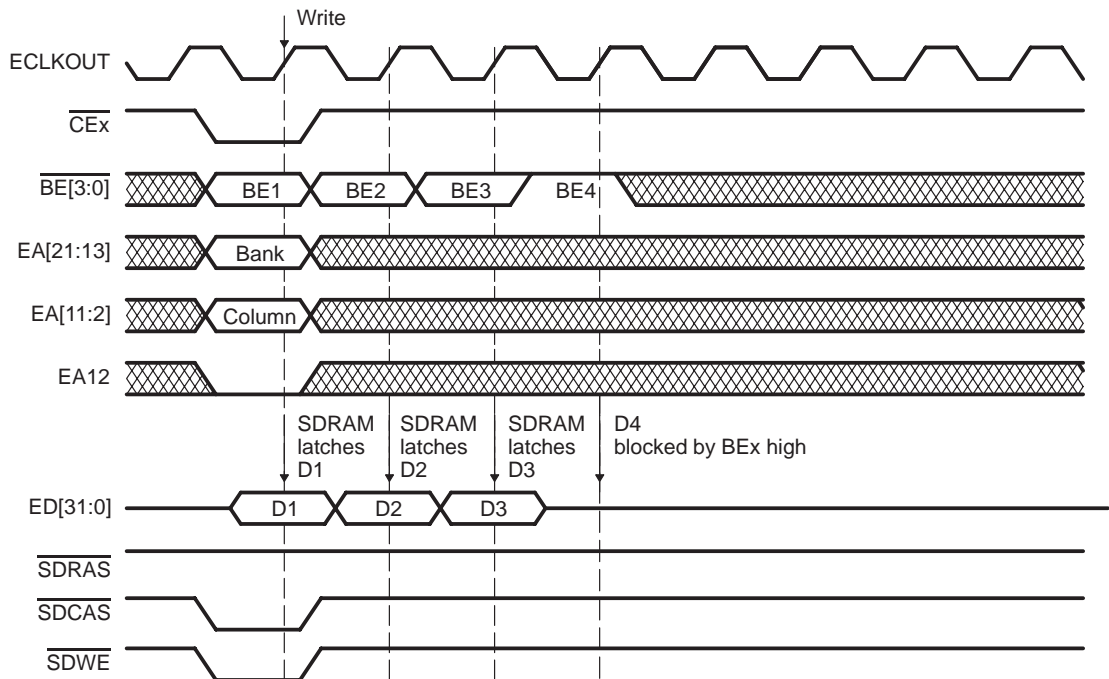 Write
ECLKOUT
CEx
BE[3:0]
BE1
BE2
BE3
BE4
EA[21:13]
Bank
EA[11:2]
Column
EA12
SDRAM
latches
D1
SDRAM
latches
D2
SDRAM
latches
D3
D4
blocked by BEx high
ED[31:0]
D1
D2
D3
SDRAS
SDCAS
SDWE